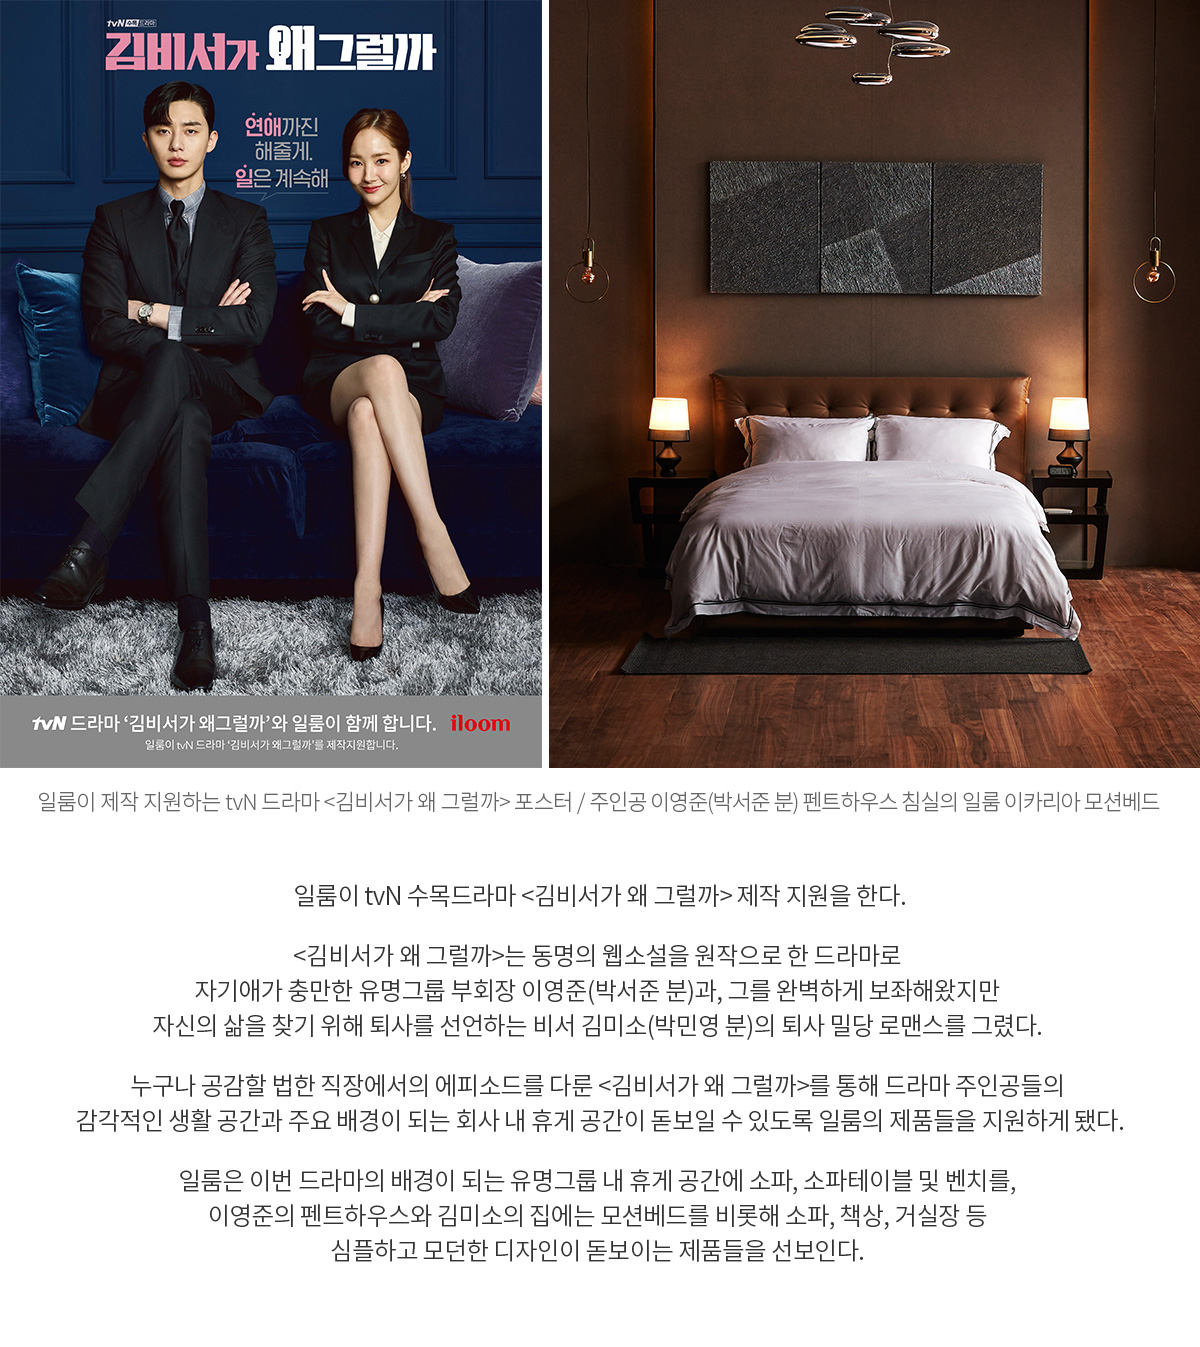 tvN 수목 드라마
김비서가 왜그럴까
연애까진
해줄게.
일은 계속해
tvN 드라마 ‘김비서가 왜그럴까’와 일룸이 함께 합니다. iloom
일룸이 tvN 드라마 ‘김비서가 왜그럴까’를 제작지원합니다.
일룸이 제작 지원하는 tvN 드라마 <김비서가 왜 그럴까> 포스터 / 주인공 이영준(박서준 분) 펜트하우스 침실의 일룸 이카리아 모션베드
일룸이 tvN 수목드라마 <김비서가 왜 그럴까> 제작 지원을 한다.
<김비서가 왜 그럴까>는 동명의 웹소설을 원작으로 한 드라마로
자기애가 충만한 유명그룹 부회장 이영준(박서준 분)과, 그를 완벽하게 보좌해왔지만
자신의 삶을 찾기 위해 퇴사를 선언하는 비서 김미소(박민영 분)의 퇴사 밀당 로맨스를 그렸다.
누구나 공감할 법한 직장에서의 에피소드를 다룬 <김비서가 왜 그럴까>를 통해 드라마 주인공들의
감각적인 생활 공간과 주요 배경이 되는 회사 내 휴게 공간이 돋보일 수 있도록 일룸의 제품들을 지원하게 됐다.
일룸은 이번 드라마의 배경이 되는 유명그룹 내 휴게 공간에 소파, 소파테이블 및 벤치를,
이영준의 펜트하우스와 김미소의 집에는 모션베드를 비롯해 소파, 책상, 거실장 등
심플하고 모던한 디자인이 돋보이는 제품들을 선보인다.